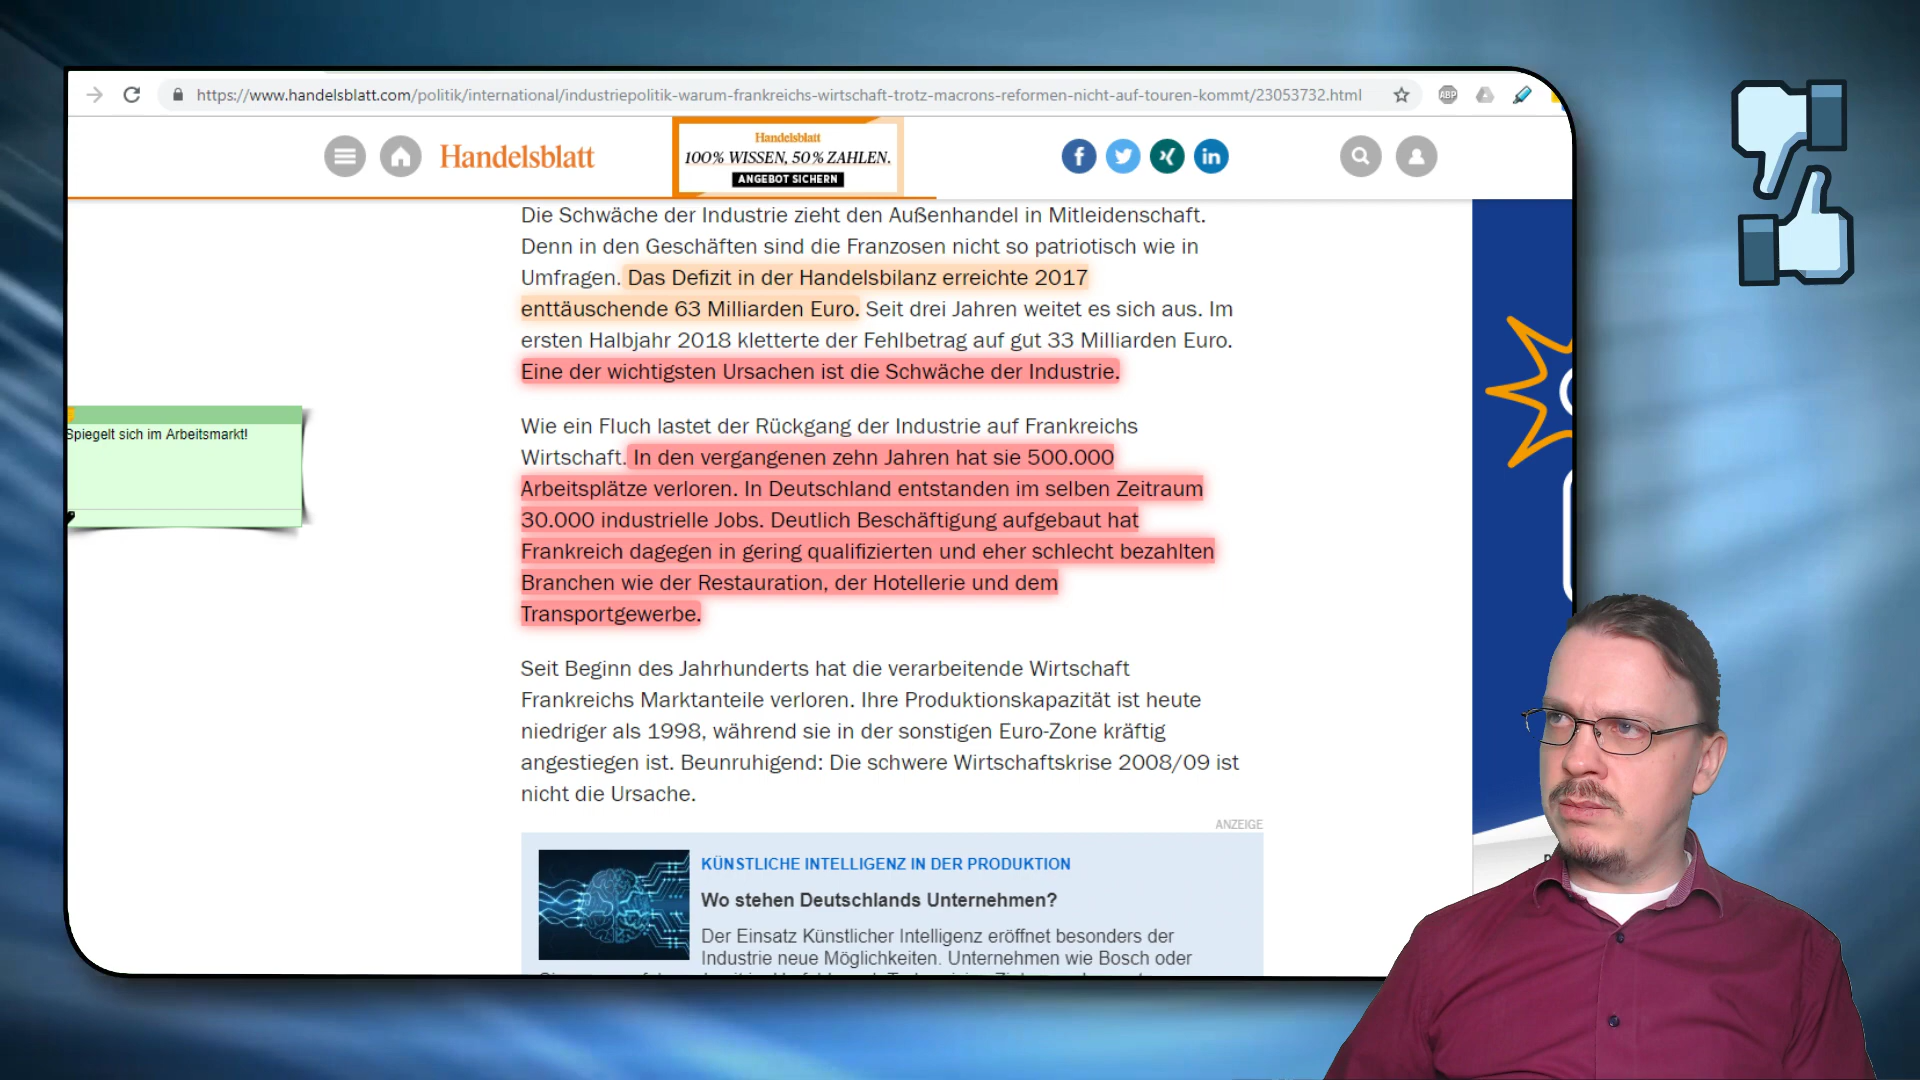 https://www.handelsblatt.com/politik/international/industriepolitik-warum-frankreichs-wirtschaft-trotz-macrons-reformen-nicht-auf-touren-kommt/23053732.html
ABP
Handelsblatt
Handelsblatt
100% WISSEN, 50% ZAHLEN.
ANGEBOT SICHERN
Die Schwäche der Industrie zieht den Außenhandel in Mitleidenschaft.
Denn in den Geschäften sind die Franzosen nicht so patriotisch wie in
Umfragen. Das Defizit in der Handelsbilanz erreichte 2017
enttäuschende 63 Milliarden Euro. Seit drei Jahren weitet es sich aus. Im
ersten Halbjahr 2018 kletterte der Fehlbetrag auf gut 33 Milliarden Euro.
Eine der wichtigsten Ursachen ist die Schwäche der Industrie.
Spiegelt sich im Arbeitsmarkt!
Wie ein Fluch lastet der Rückgang der Industrie auf Frankreichs
Wirtschaft. In den vergangenen zehn Jahren hat sie 500.000
Arbeitsplätze verloren. In Deutschland entstanden im selben Zeitraum
30.000 industrielle Jobs. Deutlich Beschäftigung aufgebaut hat
Frankreich dagegen in gering qualifizierten und eher schlecht bezahlten
Branchen wie der Restauration, der Hotellerie und dem
Transportgewerbe.
Seit Beginn des Jahrhunderts hat die verarbeitende Wirtschaft
Frankreichs Marktanteile verloren. Ihre Produktionskapazität ist heute
niedriger als 1998, während sie in der sonstigen Euro-Zone kräftig
angestiegen ist. Beunruhigend: Die schwere Wirtschaftskrise 2008/09 ist
nicht die Ursache.
ANZEIGE
KÜNSTLICHE INTELLIGENZ IN DER PRODUKTION
Wo stehen Deutschlands Unternehmen?
Der Einsatz Künstlicher Intelligenz eröffnet besonders der
Industrie neue Möglichkeiten. Unternehmen wie Bosch oder